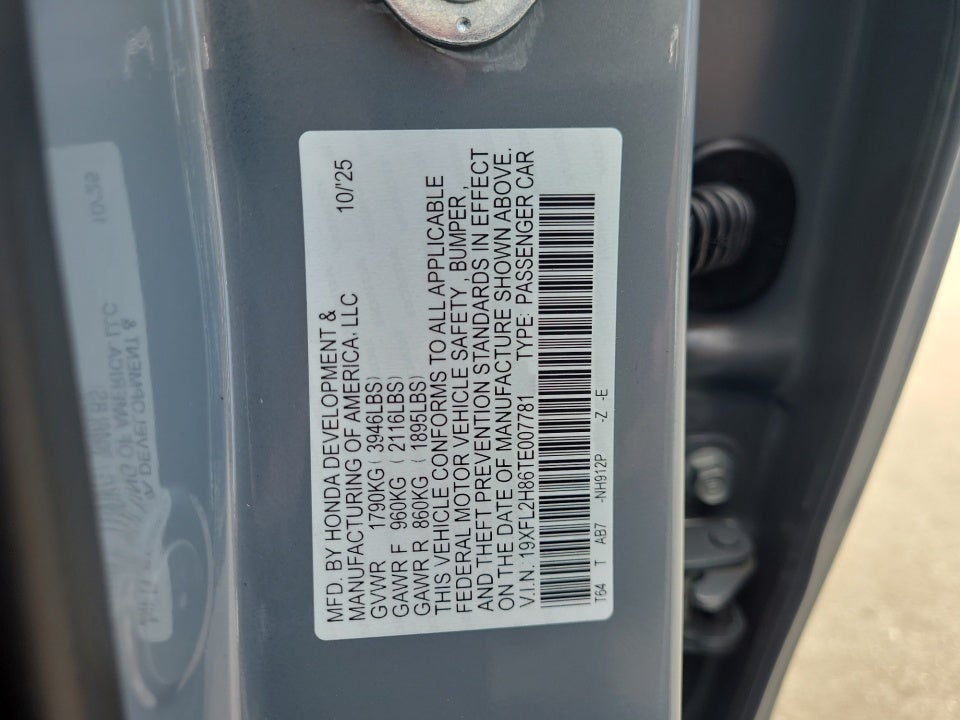 MFD. BY HONDA DEVELOPMENT & 10/'25
MANUFACTURING OF AMERICA, LLC
GVWR 1790KG ( 3946LBS)
GAWR F 960KG ( 2116LBS)
GAWR R 860KG ( 1895LBS)
THIS VEHICLE CONFORMS TO ALL APPLICABLE
FEDERAL MOTOR VEHICLE SAFETY , BUMPER,
AND THEFT PREVENTION STANDARDS IN EFFECT
ON THE DATE OF MANUFACTURE SHOWN ABOVE.
V.I.N.: 19XFL2H86TE007781 TYPE: PASSENGER CAR
T64 T AB7 -NH912P -Z -E